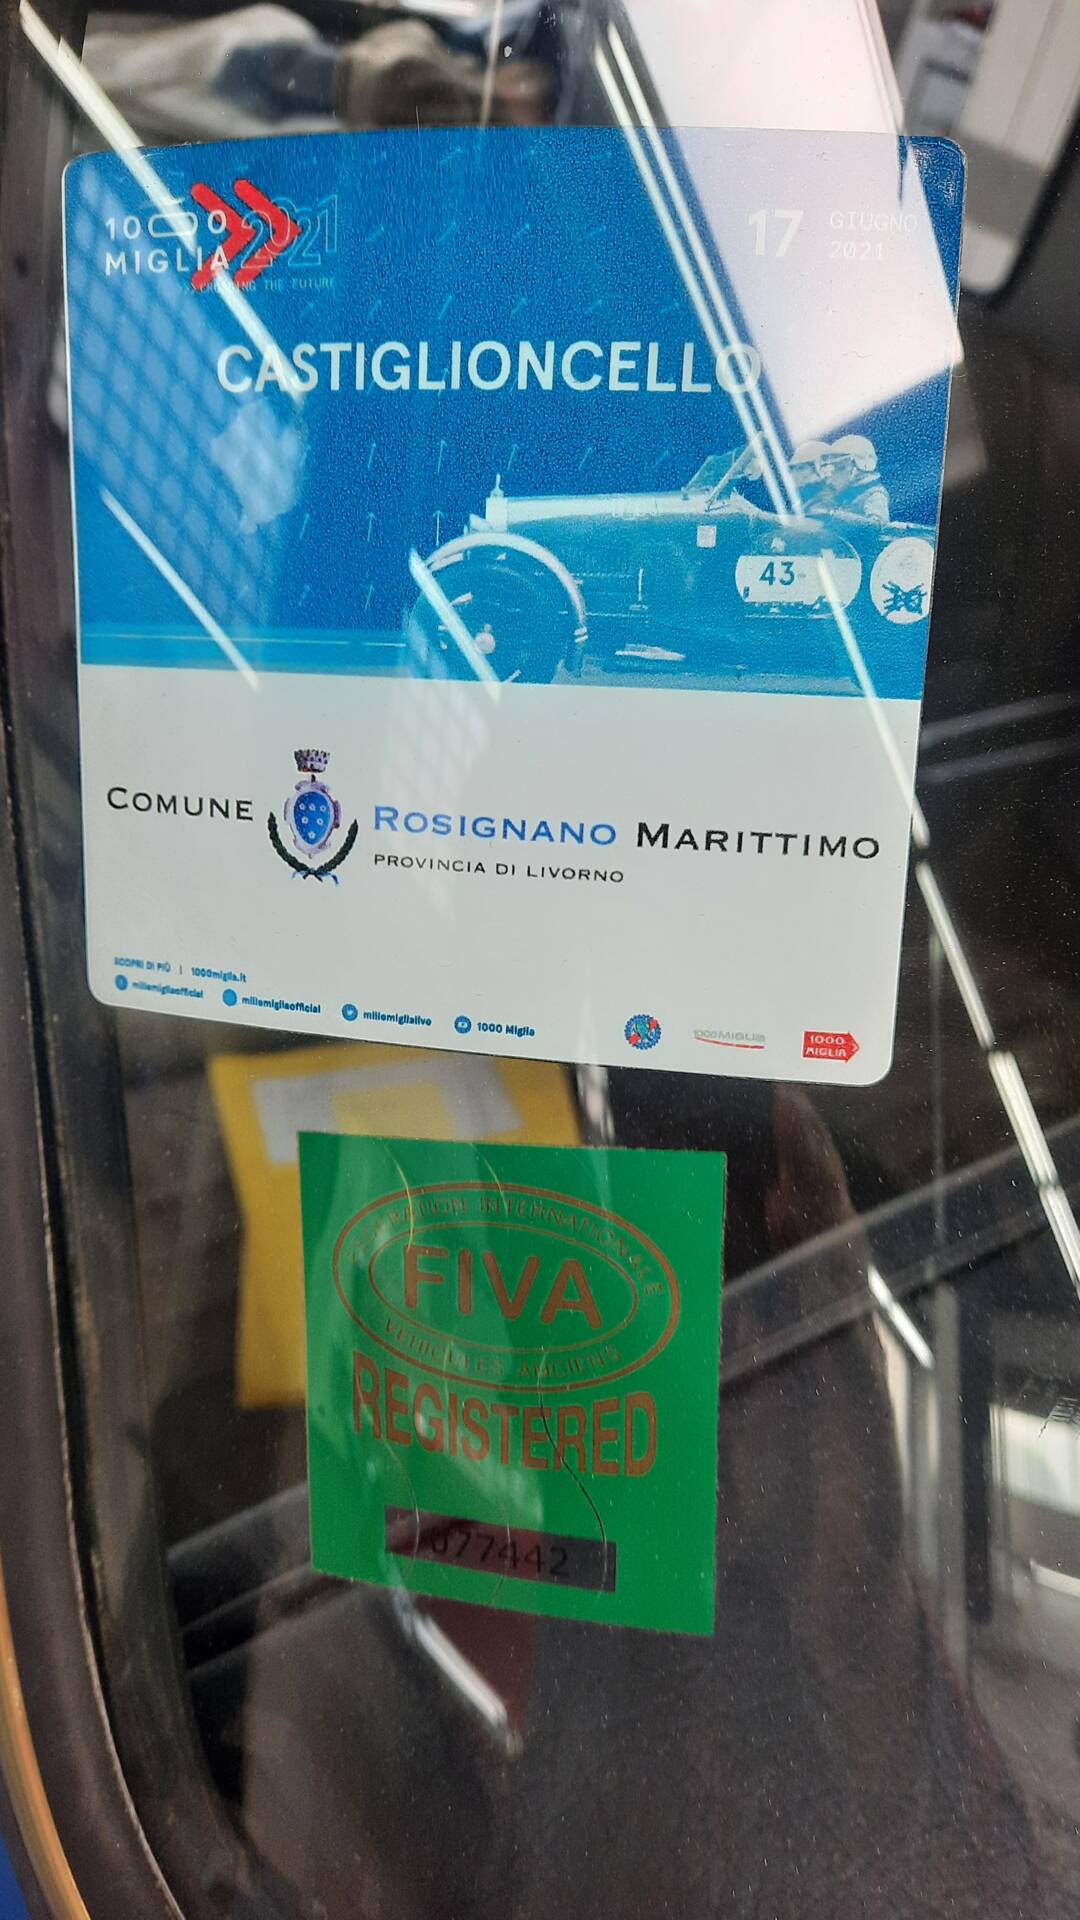 1000
MIGLIA
2021
>> CROSSING THE FUTURE
17 GIUGNO
2021
CASTIGLIONCELLO
43
COMUNE ROSIGNANO MARITTIMO
PROVINCIA DI LIVORNO
SCOPRI DI PIÙ | 1000miglia.it
millemigliaofficial millemigliaofficial millemiglialive 1000 Miglia
1000MIGLIA
1000
MIGLIA
FEDERATION INTERNATIONALE
FIVA
VEHICULES ANCIENS
REGISTERED
077442